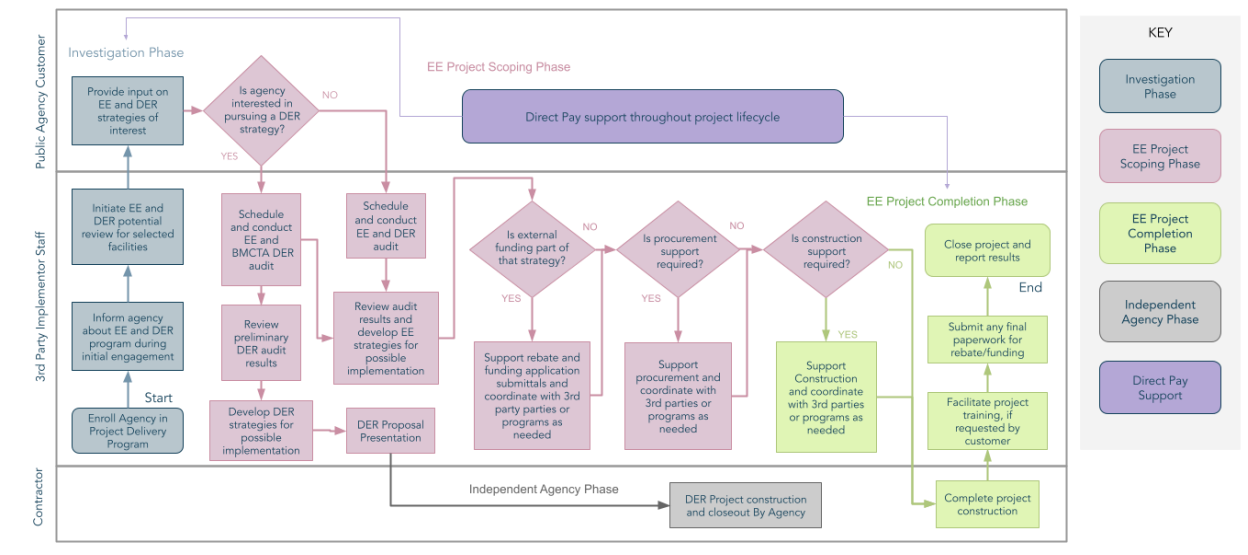 Public Agency Customer
Investigation Phase
Provide input on
EE and DER
strategies of
interest
Is agency
interested in
pursuing a DER
strategy?
NO
YES
EE Project Scoping Phase
Direct Pay support throughout project lifecycle
3rd Party Implementor Staff
Initiate EE and
DER potential
review for selected
facilities
Inform agency
about EE and DER
program during
initial engagement
Start
Enroll Agency in
Project Delivery
Program
Schedule
and conduct
EE and
BMCTA DER
audit
Review
preliminary
DER audit
results
Develop DER
strategies for
possible
implementation
DER Proposal
Presentation
Schedule
and conduct
EE and DER
audit
Review audit
results and
develop EE
strategies for
possible
implementation
Is external
funding part of
that strategy?
NO
YES
Support rebate and
funding application
submittals and
coordinate with 3rd
party parties or
programs as
needed
Is procurement
support
required?
NO
YES
Support
procurement and
coordinate with
3rd parties or
programs as
needed
Is construction
support
required?
NO
YES
Support
Construction
and coordinate
with 3rd parties
or programs as
needed
EE Project Completion Phase
Close project and
report results
End
Submit any final
paperwork for
rebate/funding
Facilitate project
training, if
requested by
customer
Contractor
Independent Agency Phase
DER Project construction
and closeout By Agency
Complete project
construction
KEY
Investigation
Phase
EE Project
Scoping Phase
EE Project
Completion
Phase
Independent
Agency Phase
Direct Pay
Support